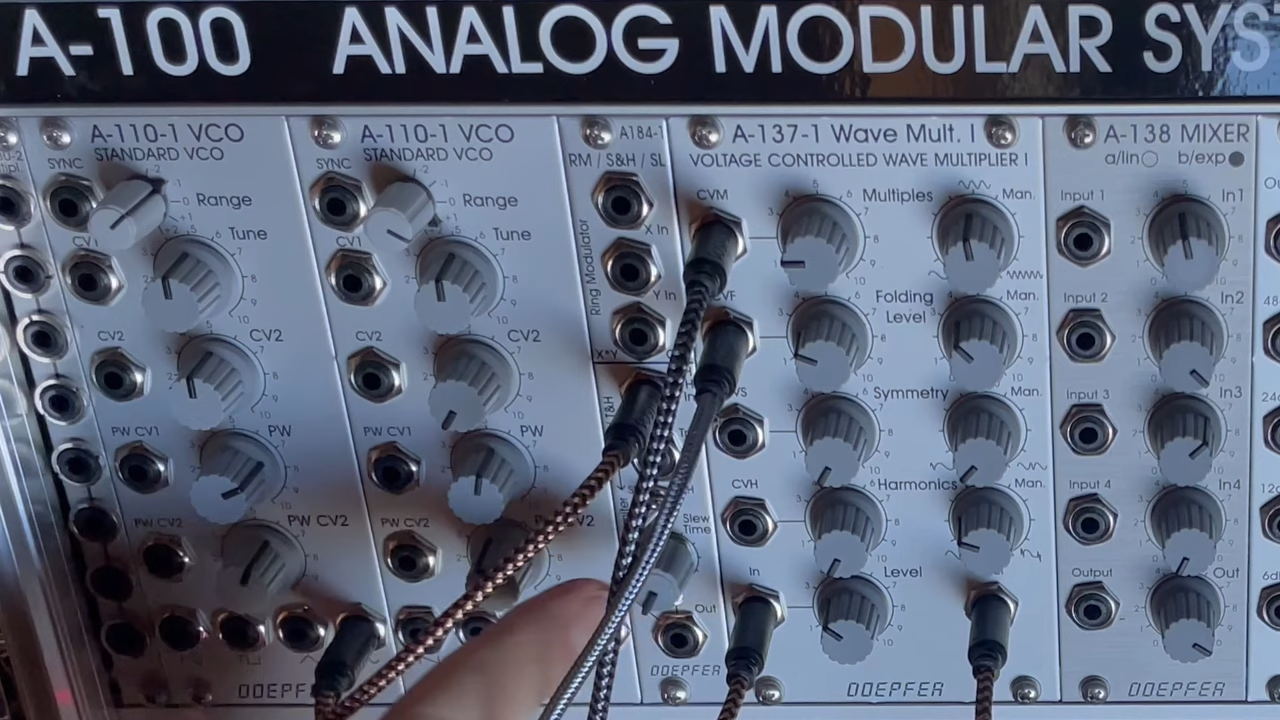 A-100 ANALOG MODULAR SYS
A-110-1 VCO
STANDARD VCO
SYNC
Range
Tune
CV1
CV2
CV2
PW CV1
PW
PW CV2
PW CV2
DOEPF
A-110-1 VCO
STANDARD VCO
SYNC
Range
Tune
CV1
CV2
CV2
PW CV1
PW
PW CV2
V2
A184-1
RM / S&H / SL
X In
Ring Modulator
Y In
X*Y
T&H
Slew
Time
Out
DOEPFER
A-137-1 Wave Mult. I
VOLTAGE CONTROLLED WAVE MULTIPLIER I
CVM
Multiples
Man.
Folding
Level
Man.
Symmetry
Man.
CVH
Harmonics
Man.
In
Level
DOEPFER
A-138 MIXER
a/lin b/exp
Input 1
In1
Input 2
In2
Input 3
In3
Input 4
In4
Output
Out
DOEPFER